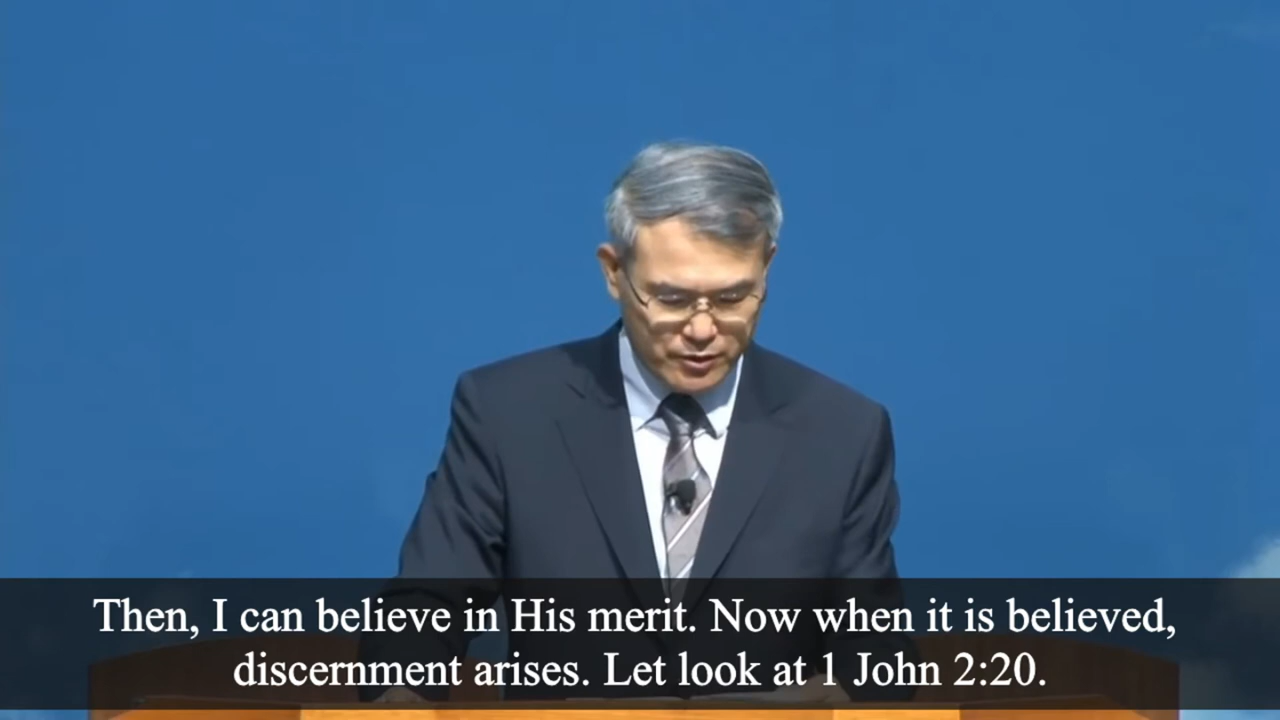 Then, I can believe in His merit. Now when it is believed,
discernment arises. Let look at 1 John 2:20.